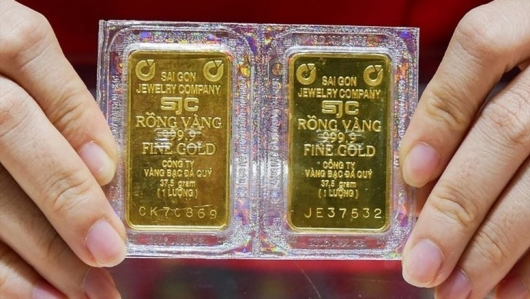 SAI GON
JEWELRY COMPANY
SJC
RỒNG VÀNG
999.9
FINE GOLD
CÔNG TY
VÀNG BẠC ĐÁ QUÝ
37,5 gram
(1 LƯỢNG)
CK70869
SAI GON
JEWELRY COMPANY
SJC
RỒNG VÀNG
999.9
FINE GOLD
CÔNG TY
VÀNG BẠC ĐÁ QUÝ
37,5 gram
(1 LƯỢNG)
JE37532